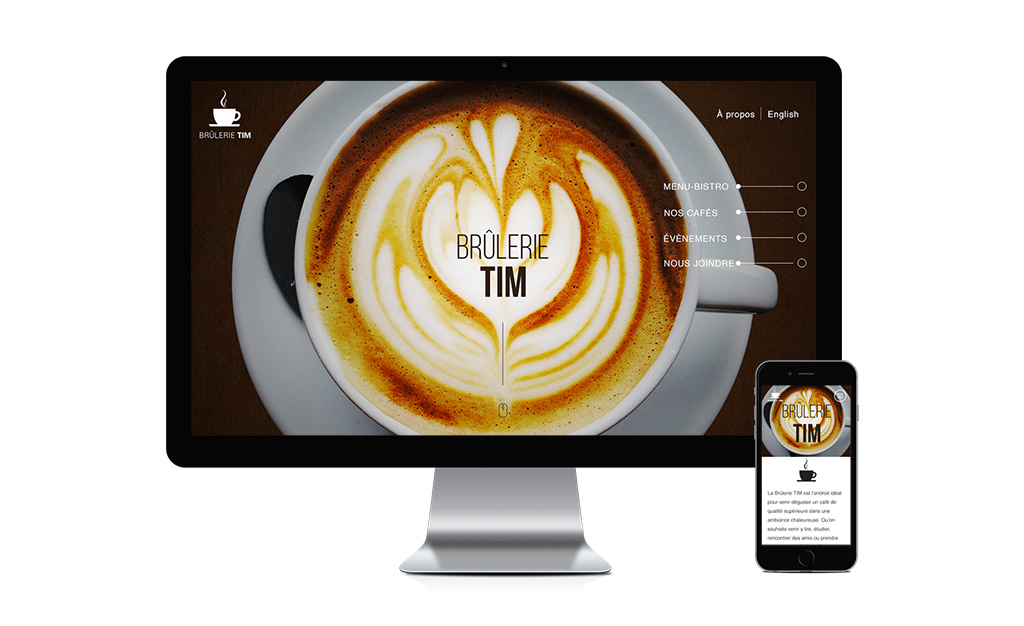 BRÛLERIE TIM
À propos
English
MENU-BISTRO
NOS CAFÉS
ÉVÈNEMENTS
NOUS JOINDRE
BRÛLERIE
TIM
BRÛLERIE
TIM
La Brûlerie TIM est l'endroit idéal
pour venir déguster un café de
qualité supérieure dans une
ambiance chaleureuse. Qu'on
souhaite venir y lire, étudier,
rencontrer des amis ou prendre